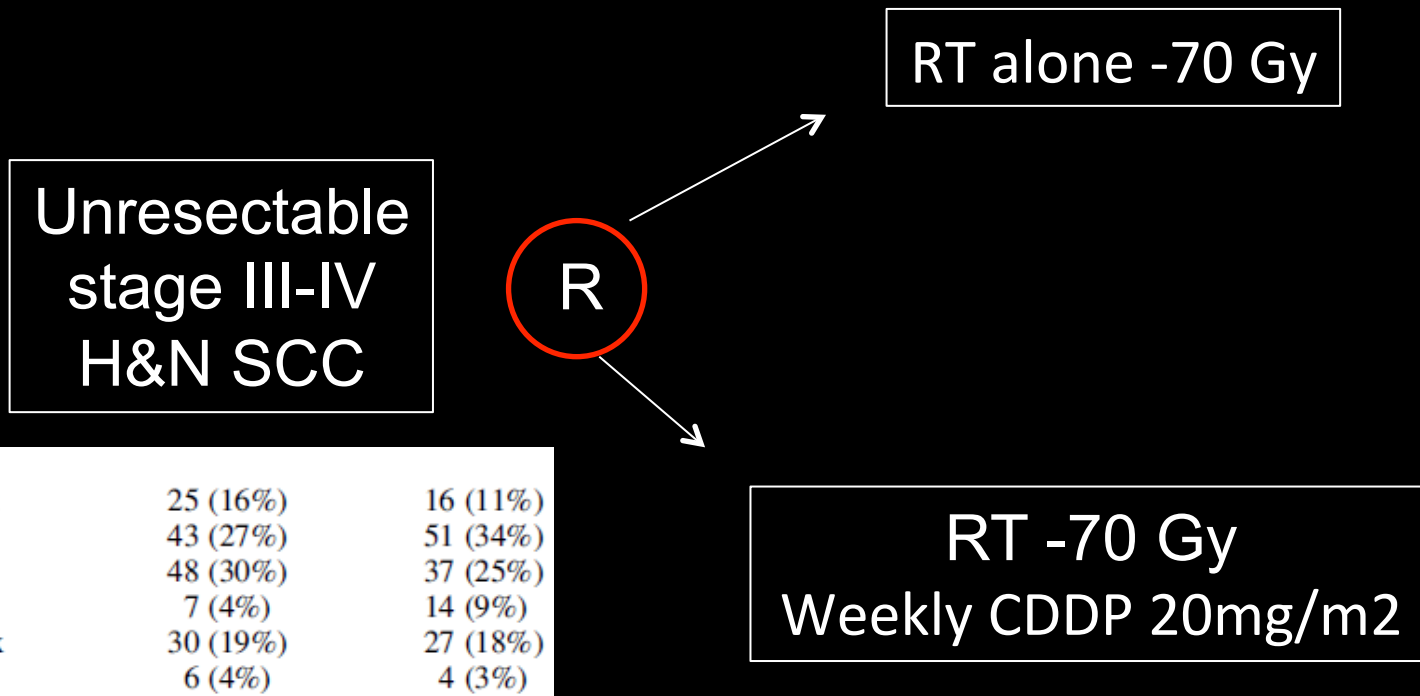 RT alone -70 Gy
Unresectable
stage III-IV
H&N SCC
R
25 (16%) 16 (11%)
43 (27%) 51 (34%)
48 (30%) 37 (25%)
7 (4%) 14 (9%)
30 (19%) 27 (18%)
6 (4%) 4 (3%)
RT -70 Gy
Weekly CDDP 20mg/m2